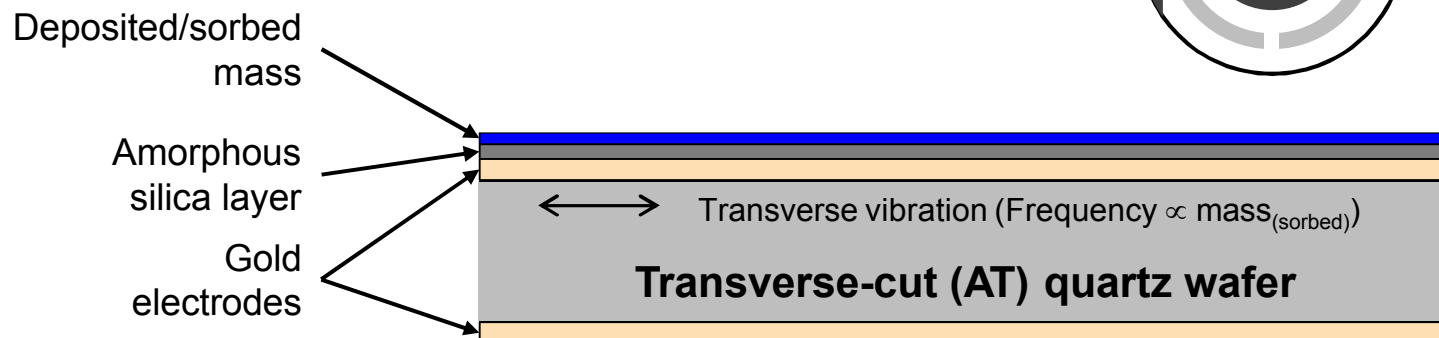 Deposited/sorbed
mass
Amorphous
silica layer
Gold
electrodes
Transverse vibration (Frequency ∝ mass(sorbed))
Transverse-cut (AT) quartz wafer